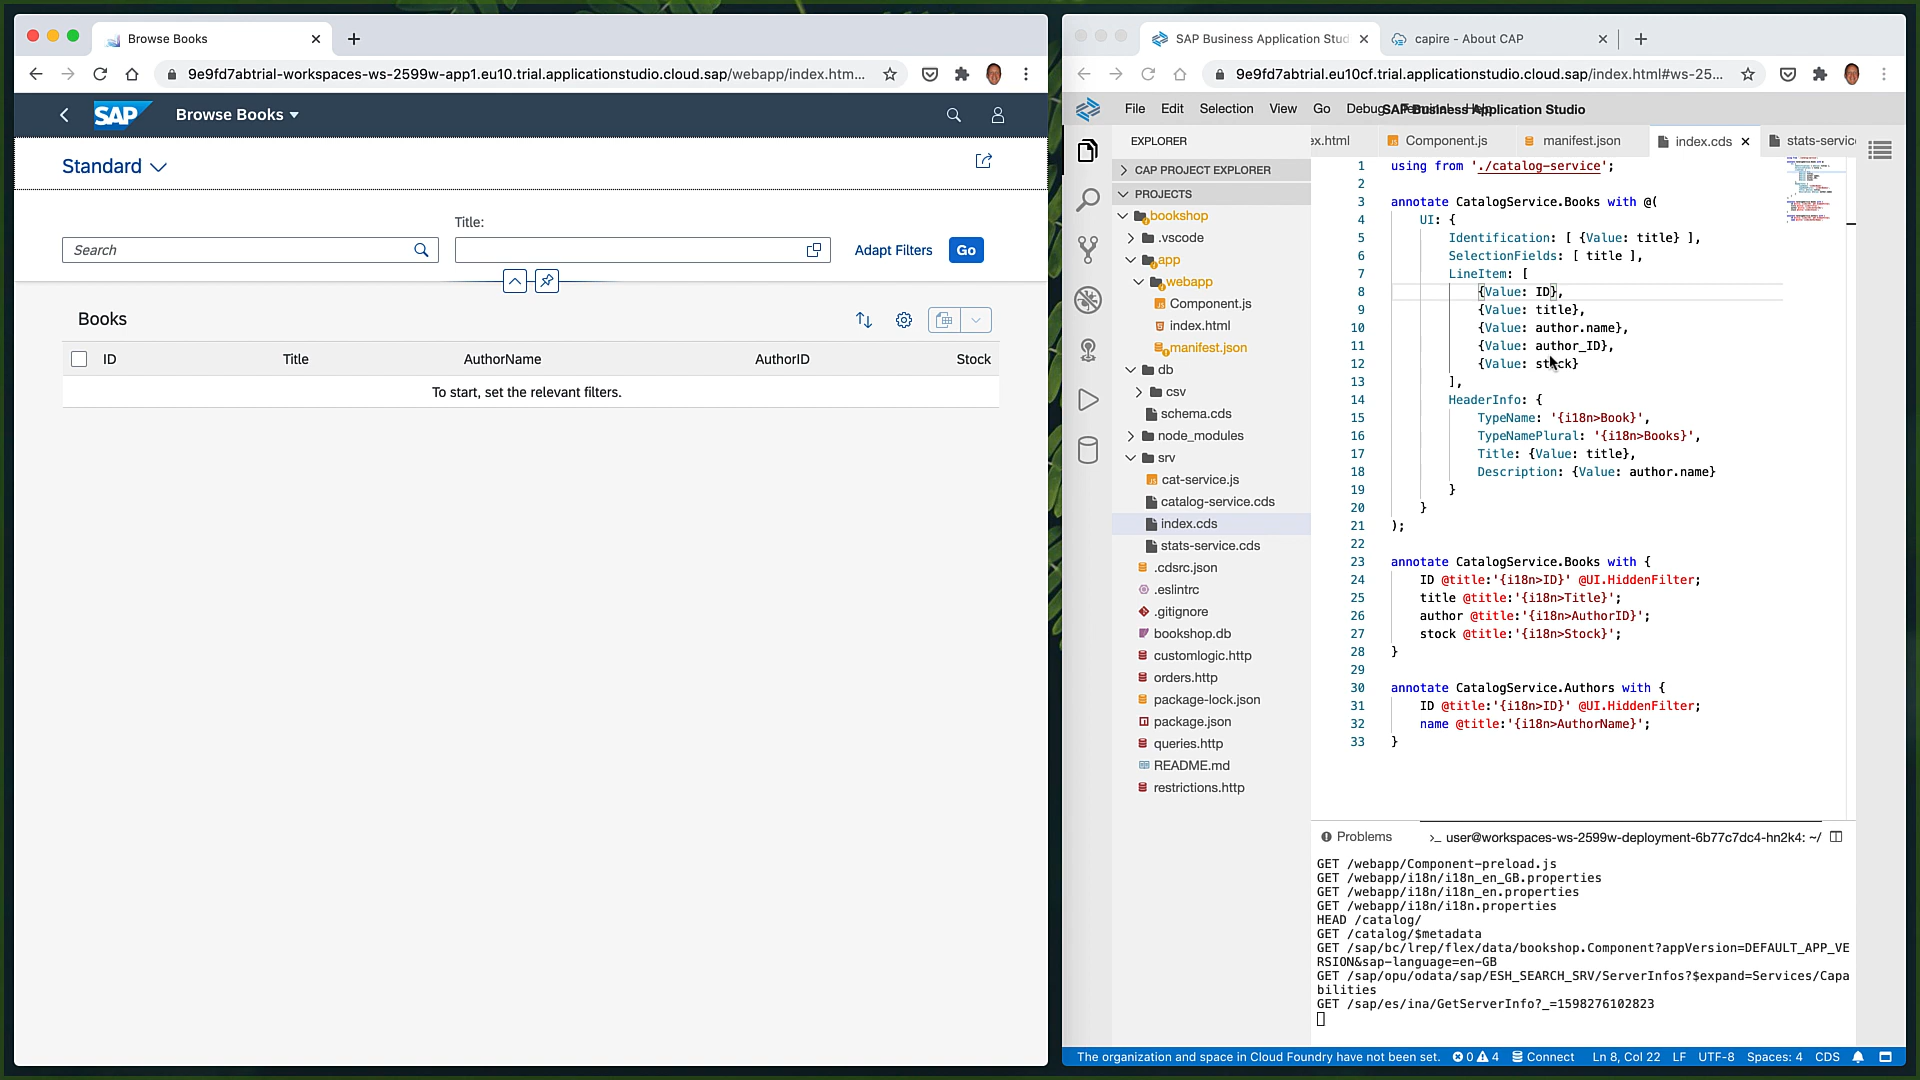 Browse Books
9e9fd7abtrial-workspaces-ws-2599w-app1.eu10.trial.applicationstudio.cloud.sap/webapp/index.htm...
SAP
Browse Books
Standard
Title:
Search
Adapt Filters
Go
Books
ID
Title
AuthorName
AuthorID
Stock
To start, set the relevant filters.
SAP Business Application Stud
capire - About CAP
9e9fd7abtrial.eu10cf.trial.applicationstudio.cloud.sap/index.html#ws-25...
File Edit Selection View Go Debug Terminal Help
SAP Business Application Studio
EXPLORER
CAP PROJECT EXPLORER
PROJECTS
bookshop
.vscode
app
webapp
Component.js
index.html
manifest.json
db
csv
schema.cds
node_modules
srv
cat-service.js
catalog-service.cds
index.cds
stats-service.cds
.cdsrc.json
.eslintrc
.gitignore
bookshop.db
customlogic.http
orders.http
package-lock.json
package.json
queries.http
README.md
restrictions.http
ex.html
Component.js
manifest.json
index.cds
stats-servic
1 using from './catalog-service';
2
3 annotate CatalogService.Books with @(
4 UI: {
5 Identification: [ {Value: title} ],
6 SelectionFields: [ title ],
7 LineItem: [
8 {Value: ID},
9 {Value: title},
10 {Value: author.name},
11 {Value: author_ID},
12 {Value: stock}
13 ],
14 HeaderInfo: {
15 TypeName: '{i18n>Book}',
16 TypeNamePlural: '{i18n>Books}',
17 Title: {Value: title},
18 Description: {Value: author.name}
19 }
20 }
21 );
22
23 annotate CatalogService.Books with {
24 ID @title:'{i18n>ID}' @UI.HiddenFilter;
25 title @title:'{i18n>Title}';
26 author @title:'{i18n>AuthorID}';
27 stock @title:'{i18n>Stock}';
28 }
29
30 annotate CatalogService.Authors with {
31 ID @title:'{i18n>ID}' @UI.HiddenFilter;
32 name @title:'{i18n>AuthorName}';
33 }
Problems
>_ user@workspaces-ws-2599w-deployment-6b77c7dc4-hn2k4: ~/
GET /webapp/Component-preload.js
GET /webapp/i18n/i18n_en_GB.properties
GET /webapp/i18n/i18n_en.properties
GET /webapp/i18n/i18n.properties
HEAD /catalog/
GET /catalog/$metadata
GET /sap/bc/lrep/flex/data/bookshop.Component?appVersion=DEFAULT_APP_VE
RSION&sap-language=en-GB
GET /sap/opu/odata/sap/ESH_SEARCH_SRV/ServerInfos?$expand=Services/Capa
bilities
GET /sap/es/ina/GetServerInfo?_=1598276102823
The organization and space in Cloud Foundry have not been set. 0 4 Connect Ln 8, Col 22 LF UTF-8 Spaces: 4 CDS